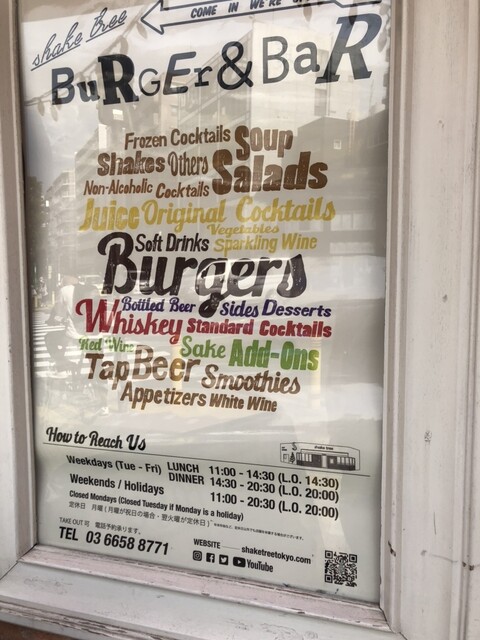 COME IN WE'RE
shake tree
BuRGEr&BaR
Frozen Cocktails Soup
Shakes Others Salads
Non-Alcoholic Cocktails
Juice Original Cocktails
Vegetables
Soft Drinks Sparkling Wine
Burgers
Bottled Beer Sides Desserts
Whiskey Standard Cocktails
Red Wine Sake Add-Ons
Tap Beer Smoothies
Appetizers White Wine
How to Reach Us
Weekdays (Tue - Fri) LUNCH 11:00 - 14:30 (L.O. 14:30)
DINNER 14:30 - 20:30 (L.O. 20:00)
Weekends / Holidays 11:00 - 20:30 (L.O. 20:00)
Closed Mondays (Closed Tuesday if Monday is a holiday)
定休日 月曜（月曜が祝日の場合・翌火曜が定休日）
TAKE OUT 可 電話予約承ります。
TEL 03 6658 8771
WEBSITE shaketreetokyo.com
YouTube